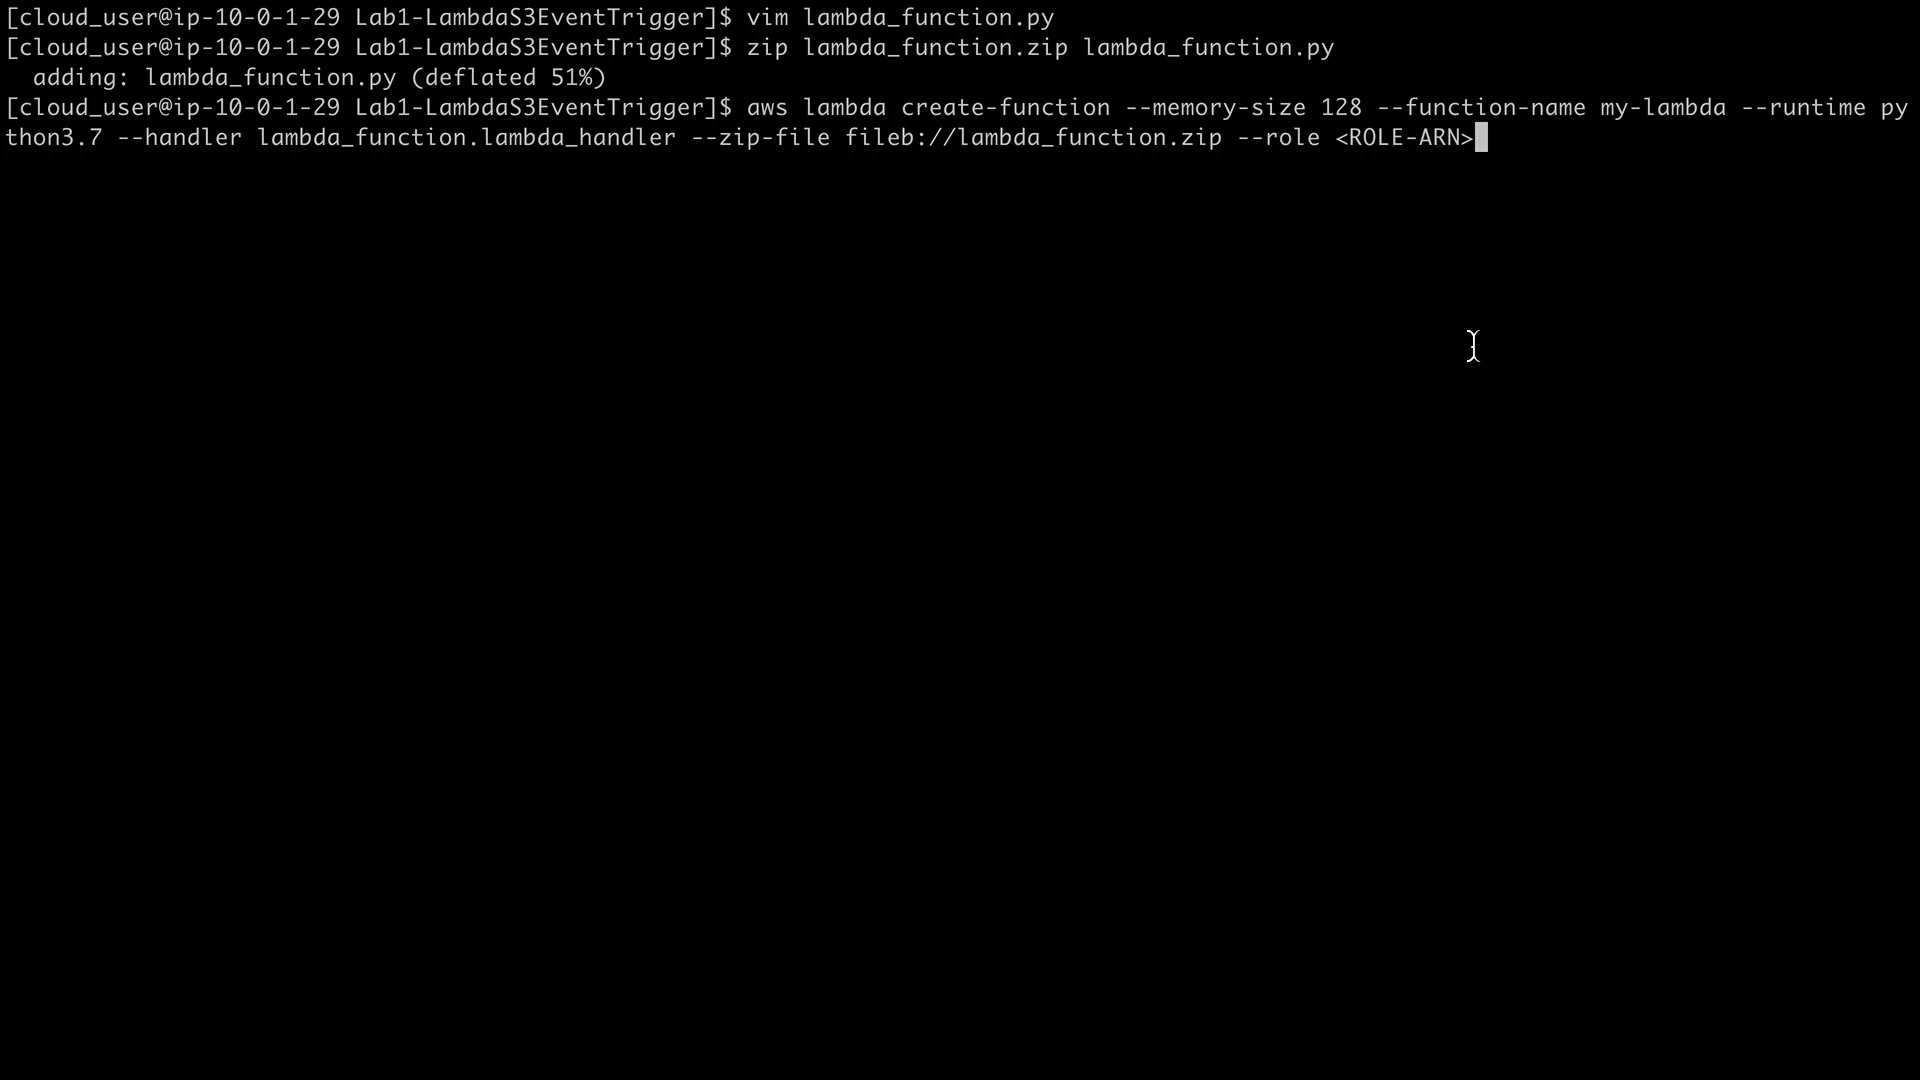 [cloud_user@ip-10-0-1-29 Lab1-LambdaS3EventTrigger]$ vim lambda_function.py
[cloud_user@ip-10-0-1-29 Lab1-LambdaS3EventTrigger]$ zip lambda_function.zip lambda_function.py
  adding: lambda_function.py (deflated 51%)
[cloud_user@ip-10-0-1-29 Lab1-LambdaS3EventTrigger]$ aws lambda create-function --memory-size 128 --function-name my-lambda --runtime py
thon3.7 --handler lambda_function.lambda_handler --zip-file fileb://lambda_function.zip --role <ROLE-ARN>